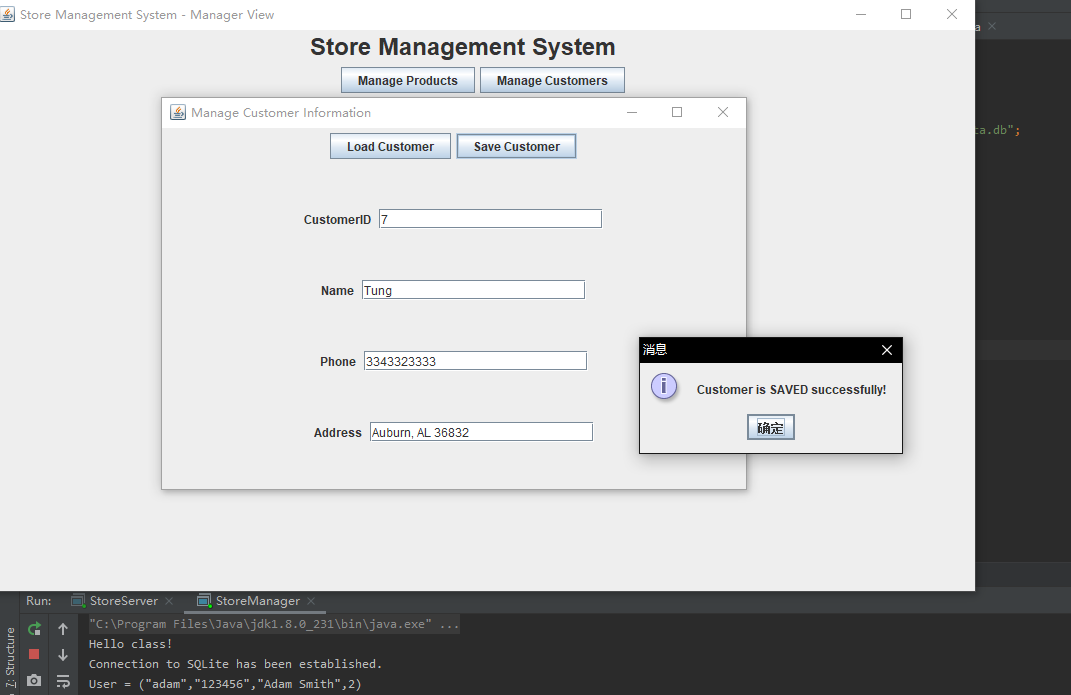 Store Management System - Manager View
a
Store Management System
Manage Products Manage Customers
Manage Customer Information
Load Customer Save Customer
ta.db";
CustomerID 7
Name Tung
Phone 3343323333
消息
Customer is SAVED successfully!
确定
Address Auburn, AL 36832
Run: StoreServer StoreManager
"C:\Program Files\Java\jdk1.8.0_231\bin\java.exe" ...
Hello class!
Connection to SQLite has been established.
User = ("adam","123456","Adam Smith",2)
7: Structure